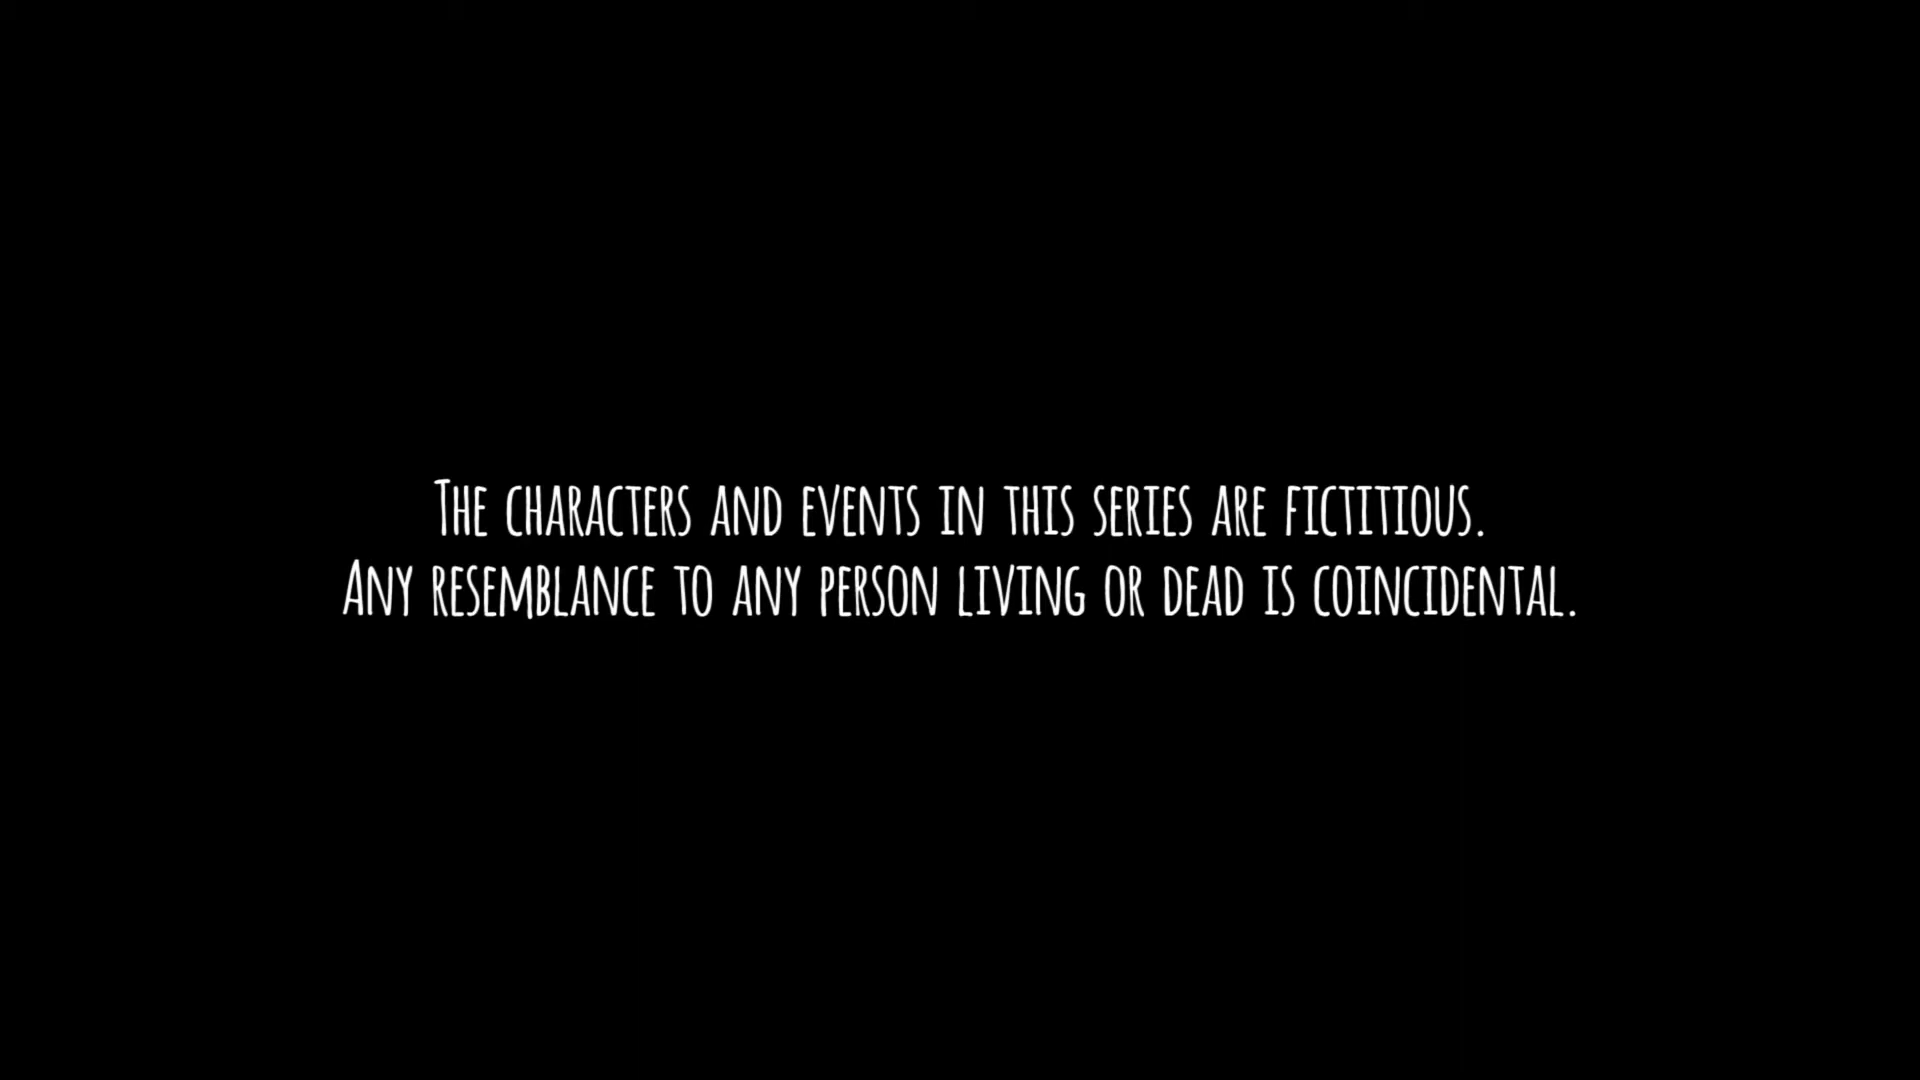 The characters and events in this series are fictitious.
Any resemblance to any person living or dead is coincidental.